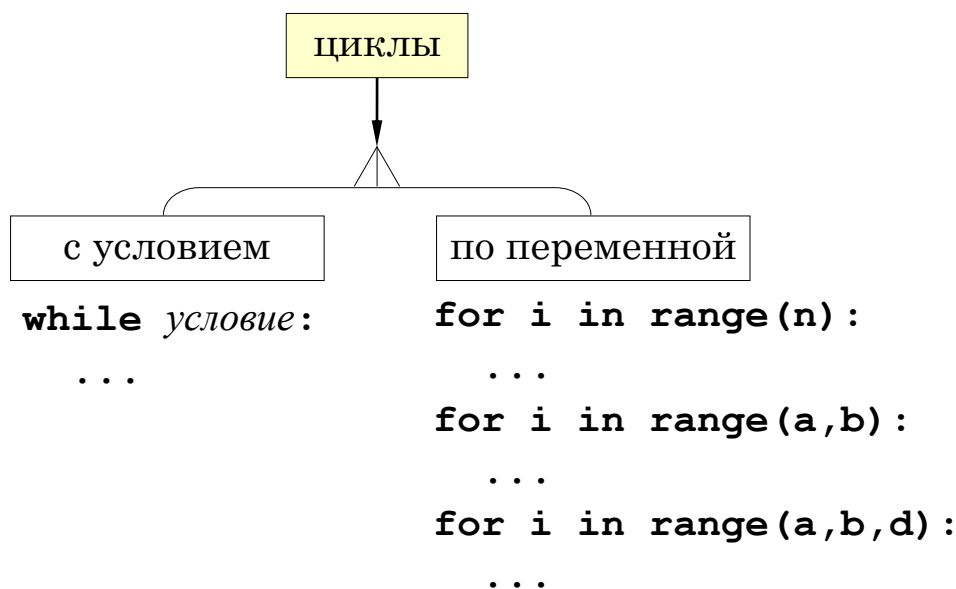 циклы
с условием
while условие:
...
по переменной
for i in range(n):
...
for i in range(a,b):
...
for i in range(a,b,d):
...